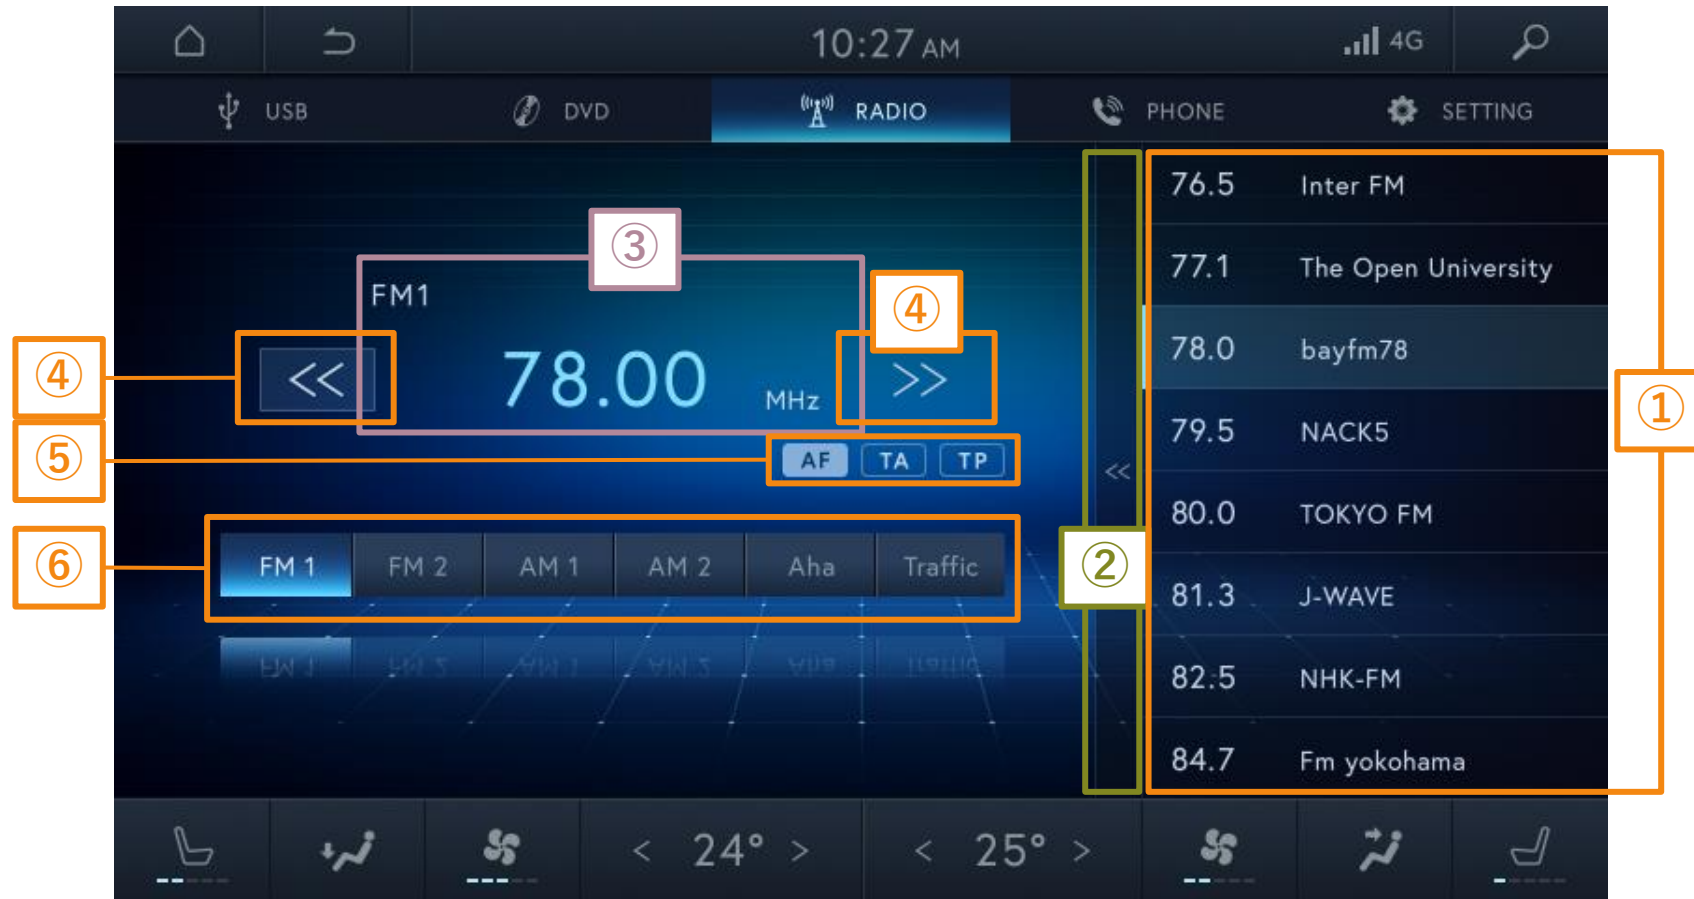 10:27 AM
4G
USB
DVD
RADIO
PHONE
SETTING
③
FM1
④
④
<<
78.00
MHz
>>
⑤
AF
TA
TP
⑥
FM 1
FM 2
AM 1
AM 2
Aha
Traffic
<<
②
76.5 Inter FM
77.1 The Open University
78.0 bayfm78
79.5 NACK5
80.0 TOKYO FM
81.3 J-WAVE
82.5 NHK-FM
84.7 Fm yokohama
①
< 24° >
< 25° >